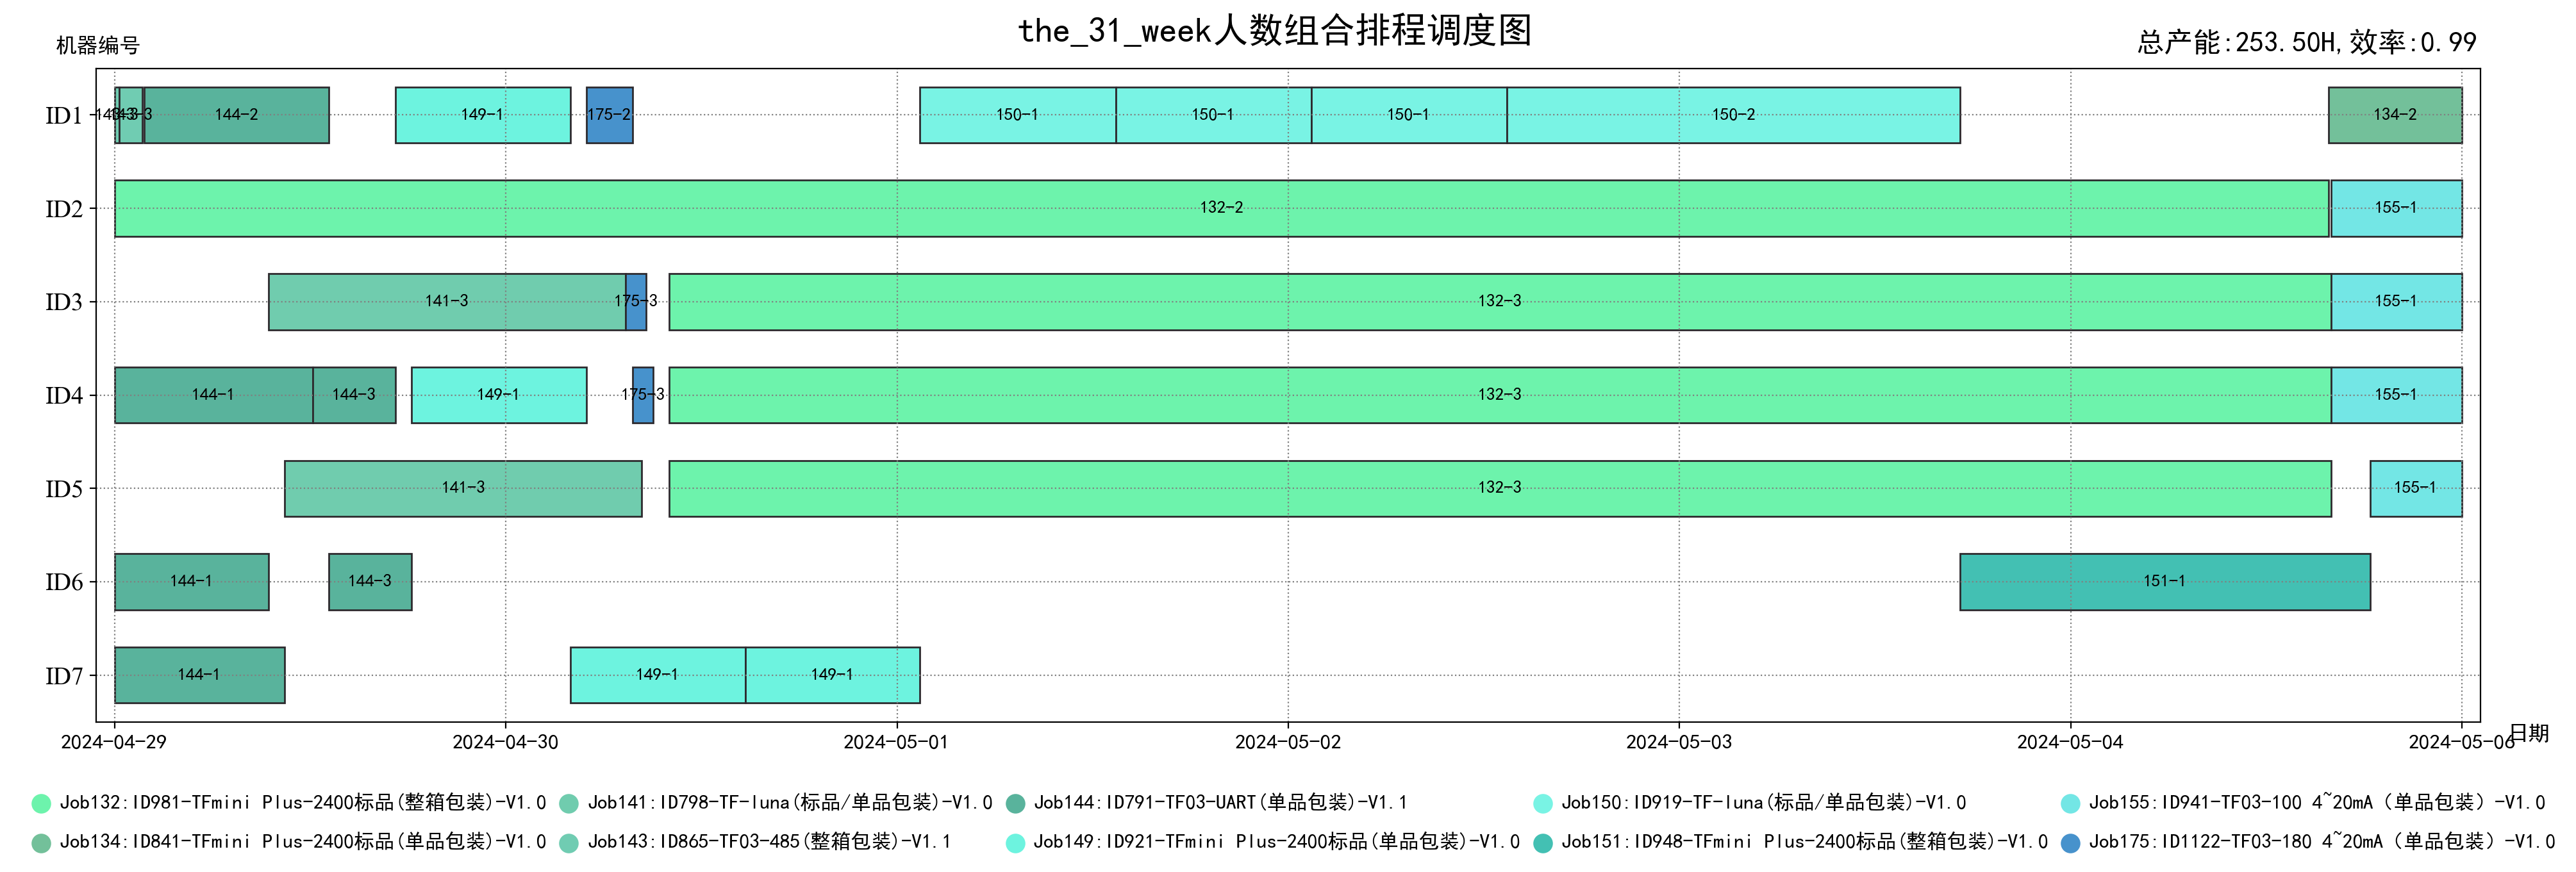 the_31_week人数组合排程调度图
机器编号
总产能:253.50H,效率:0.99
ID1
144-2
149-1
175-2
150-1
150-1
150-1
150-2
134-2
ID2
132-2
155-1
ID3
141-3
175-3
132-3
155-1
ID4
144-1
144-3
149-1
175-3
132-3
155-1
ID5
141-3
132-3
155-1
ID6
144-1
144-3
151-1
ID7
144-1
149-1
149-1
2024-04-29
2024-04-30
2024-05-01
2024-05-02
2024-05-03
2024-05-04
2024-05-06
日期
Job132:ID981-TFmini Plus-2400标品(整箱包装)-V1.0
Job141:ID798-TF-luna(标品/单品包装)-V1.0
Job144:ID791-TF03-UART(单品包装)-V1.1
Job150:ID919-TF-luna(标品/单品包装)-V1.0
Job155:ID941-TF03-100 4~20mA（单品包装）-V1.0
Job134:ID841-TFmini Plus-2400标品(单品包装)-V1.0
Job143:ID865-TF03-485(整箱包装)-V1.1
Job149:ID921-TFmini Plus-2400标品(单品包装)-V1.0
Job151:ID948-TFmini Plus-2400标品(整箱包装)-V1.0
Job175:ID1122-TF03-180 4~20mA（单品包装）-V1.0